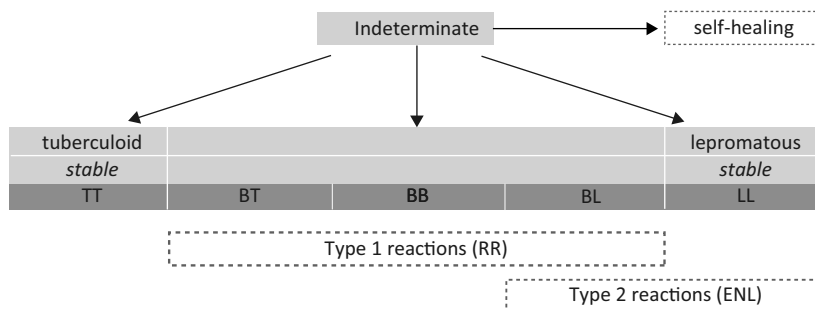 Indeterminate
self-healing
tuberculoid
lepromatous
stable
stable
TT BT BB BL LL
Type 1 reactions (RR)
Type 2 reactions (ENL)